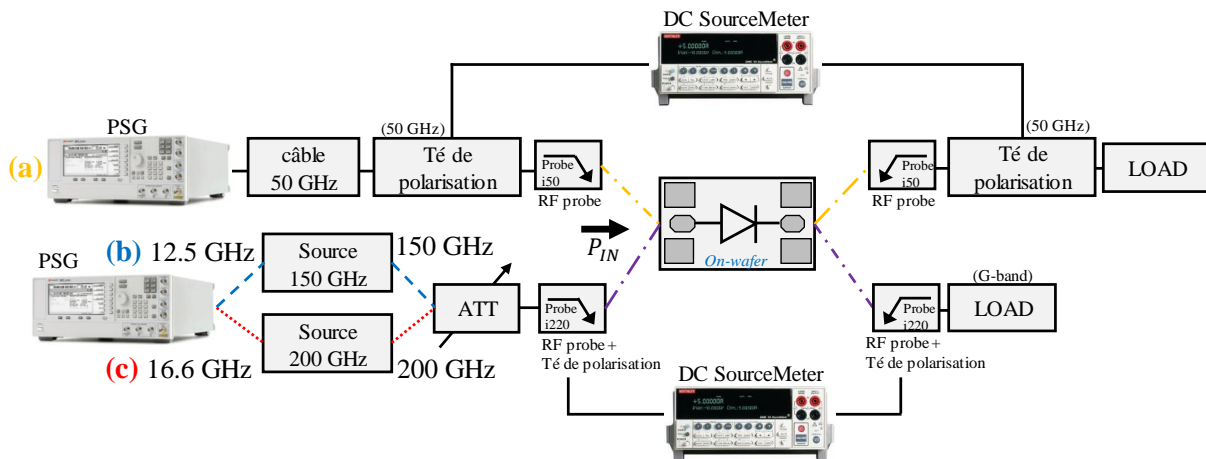 DC SourceMeter
PSG
(50 GHz)
(50 GHz)
(a)
câble
50 GHz
Té de
polarisation
Probe
i50
RF probe
Probe
i50
RF probe
Té de
polarisation
LOAD
P_IN
On-wafer
(b)
12.5 GHz
PSG
Source
150 GHz
150 GHz
ATT
Probe
i220
RF probe +
Té de polarisation
(G-band)
Probe
i220
LOAD
RF probe +
Té de polarisation
Source
200 GHz
(c)
16.6 GHz
200 GHz
DC SourceMeter